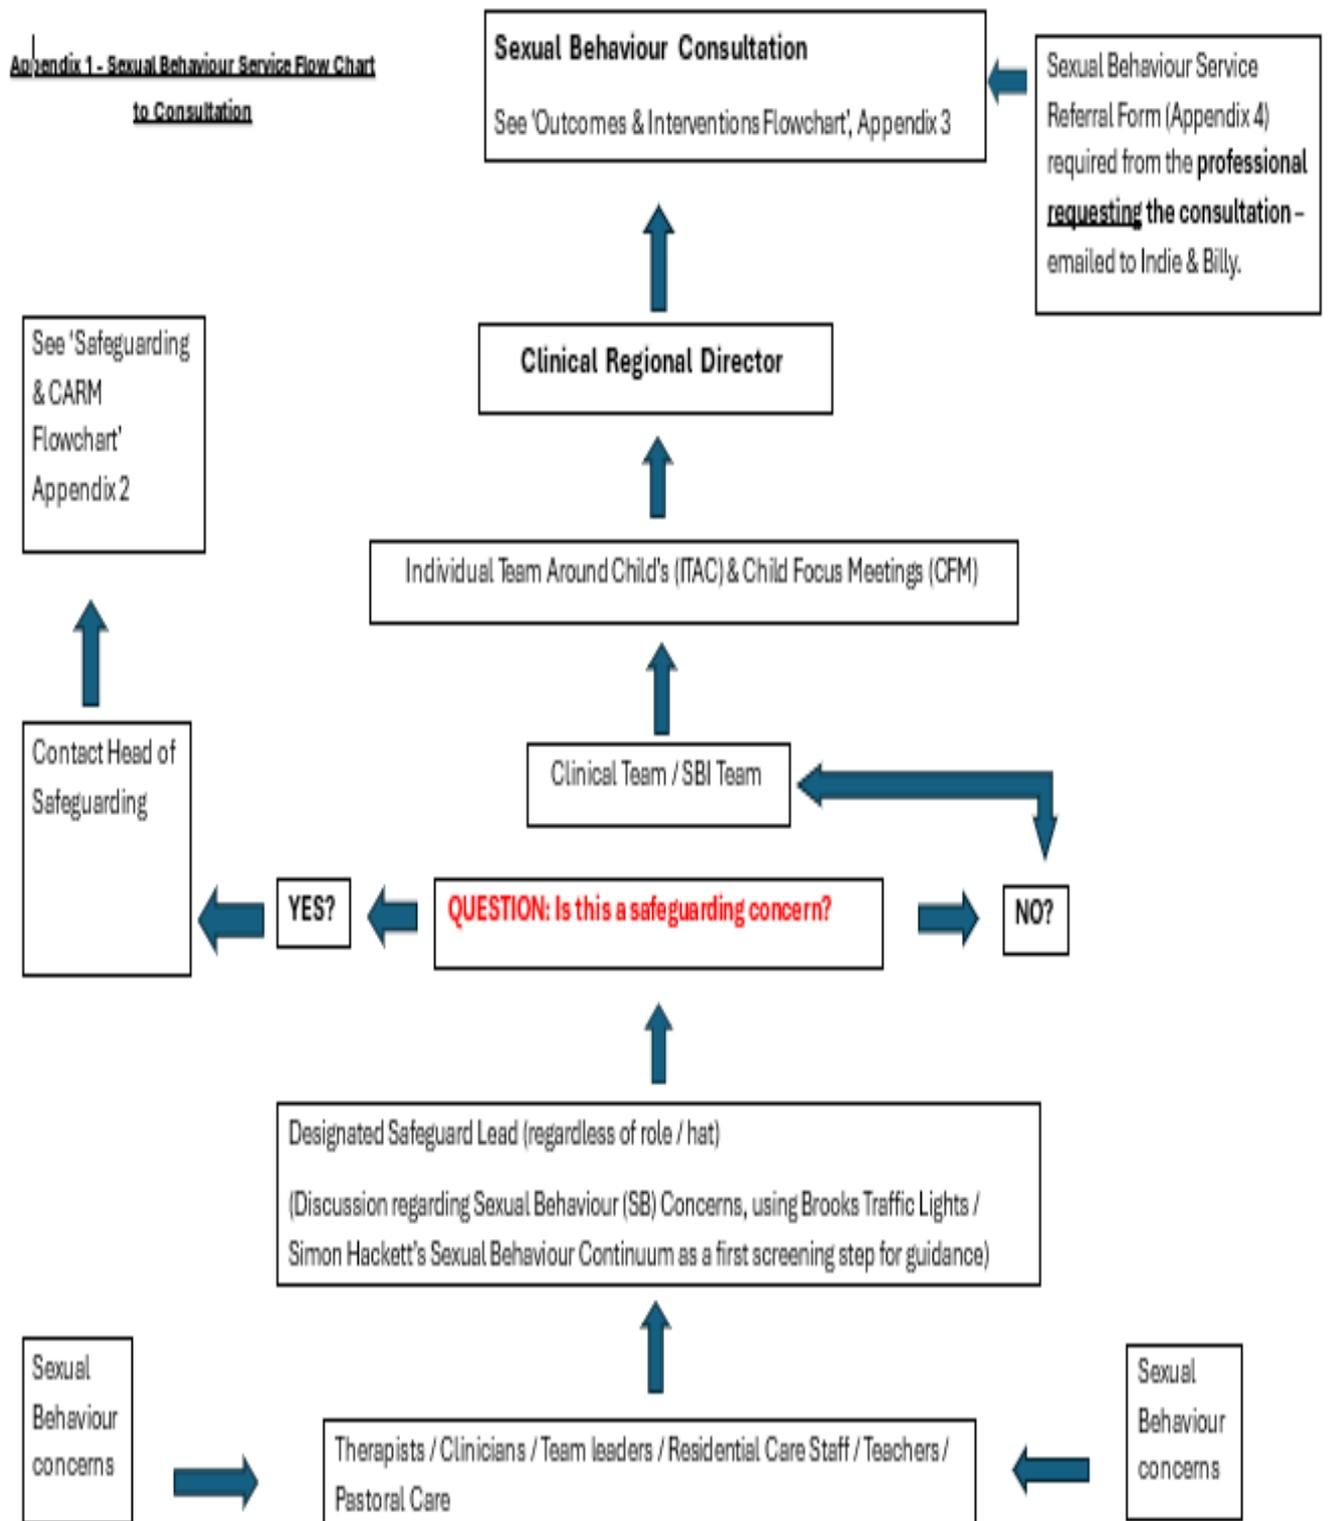 Appendix 1 - Sexual Behaviour Service Flow Chart
to Consultation
Sexual Behaviour Consultation
See 'Outcomes & Interventions Flowchart', Appendix 3
Sexual Behaviour Service
Referral Form (Appendix 4)
required from the professional
requesting the consultation –
emailed to Indie & Billy.
See 'Safeguarding
& CARM
Flowchart'
Appendix 2
Clinical Regional Director
Individual Team Around Child's (ITAC) & Child Focus Meetings (CFM)
Contact Head of
Safeguarding
Clinical Team / SBI Team
YES?
QUESTION: Is this a safeguarding concern?
NO?
Designated Safeguard Lead (regardless of role / hat)
(Discussion regarding Sexual Behaviour (SB) Concerns, using Brooks Traffic Lights /
Simon Hackett's Sexual Behaviour Continuum as a first screening step for guidance)
Sexual
Behaviour
concerns
Therapists / Clinicians / Team leaders / Residential Care Staff / Teachers /
Pastoral Care
Sexual
Behaviour
concerns